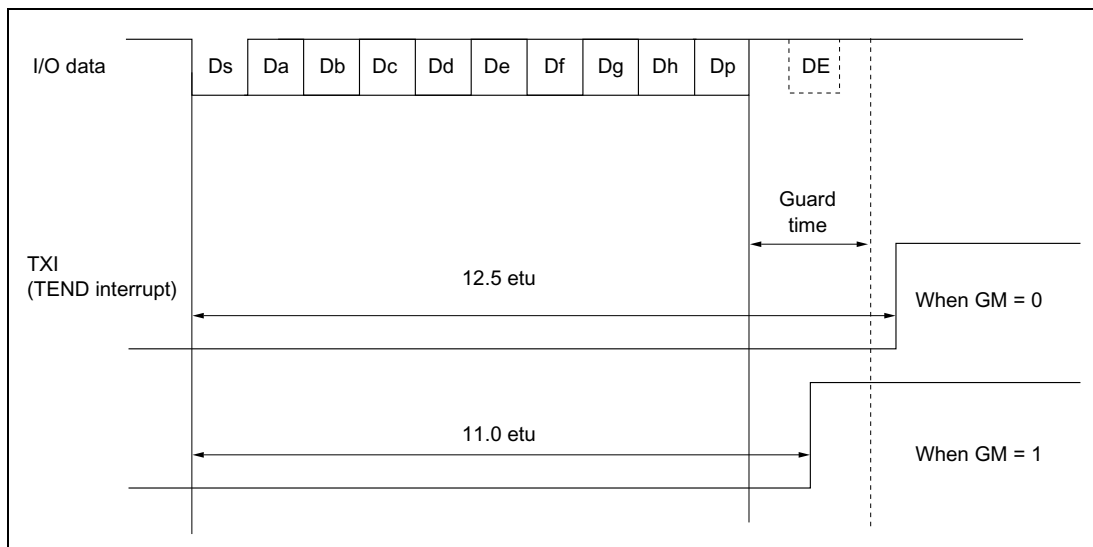 I/O data
Ds Da Db Dc Dd De Df Dg Dh Dp DE
Guard
time
TXI
(TEND interrupt)
12.5 etu
When GM = 0
11.0 etu
When GM = 1